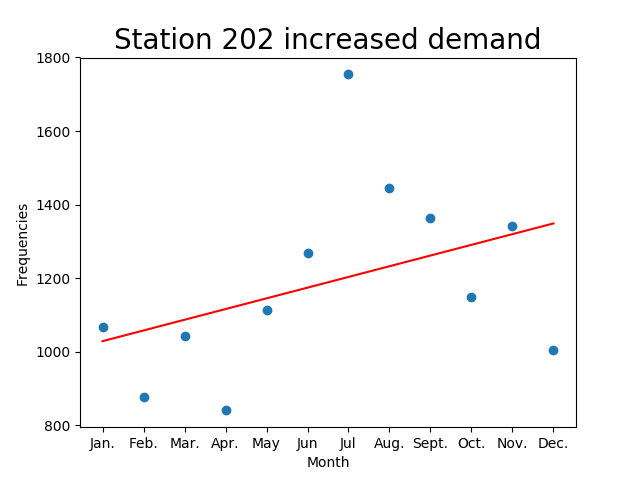 Station 202 increased demand
1800
1600
1400
1200
1000
800
Frequencies
Jan. Feb. Mar. Apr. May Jun Jul Aug. Sept. Oct. Nov. Dec.
Month